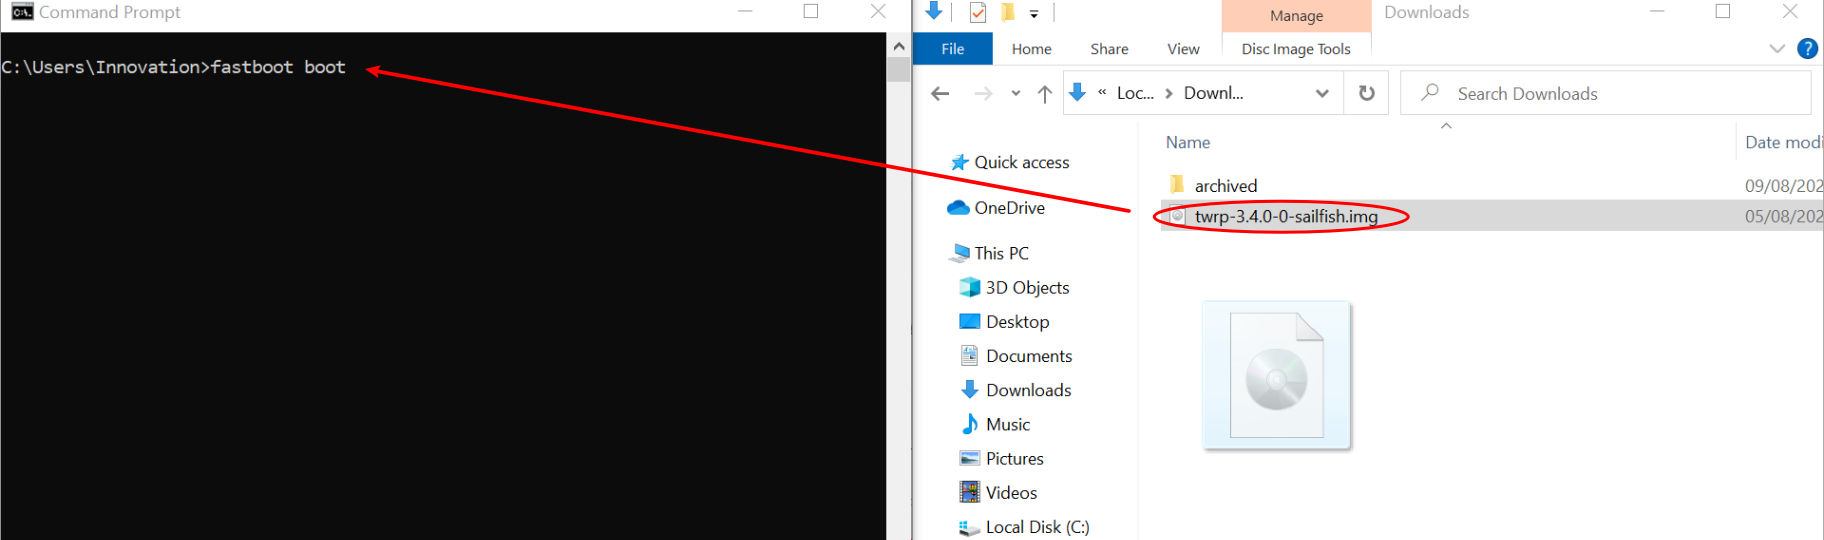 Command Prompt
C:\Users\Innovation>fastboot boot
Manage
Downloads
File
Home
Share
View
Disc Image Tools
?
« Loc... > Downl...
Search Downloads
Name
Date modi
Quick access
OneDrive
This PC
3D Objects
Desktop
Documents
Downloads
Music
Pictures
Videos
Local Disk (C:)
archived
09/08/202
twrp-3.4.0-0-sailfish.img
05/08/202